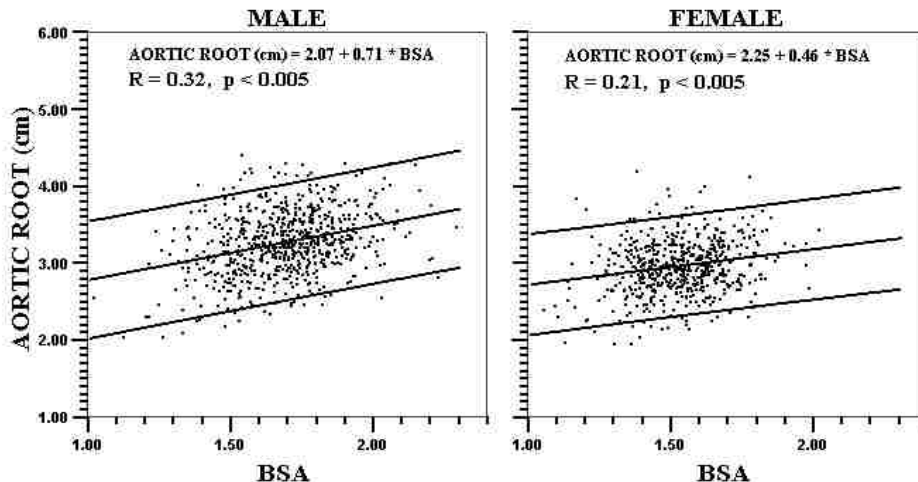 MALE
AORTIC ROOT (cm) = 2.07 + 0.71 * BSA
R = 0.32, p < 0.005
6.00
5.00
4.00
3.00
2.00
1.00
AORTIC ROOT (cm)
1.00 1.50 2.00
BSA
FEMALE
AORTIC ROOT (cm) = 2.25 + 0.46 * BSA
R = 0.21, p < 0.005
1.00 1.50 2.00
BSA